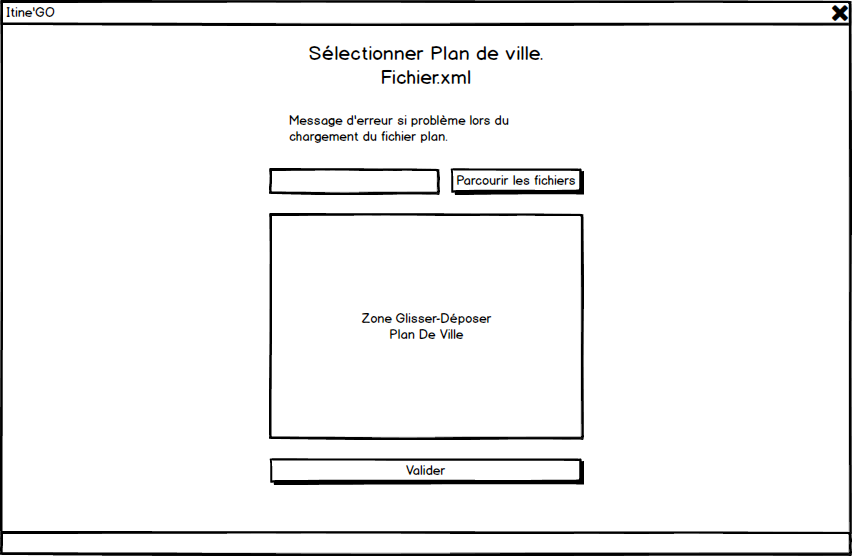 Itine'GO
Sélectionner Plan de ville.
Fichier.xml
Message d'erreur si problème lors du
chargement du fichier plan.
Parcourir les fichiers
Zone Glisser-Déposer
Plan De Ville
Valider